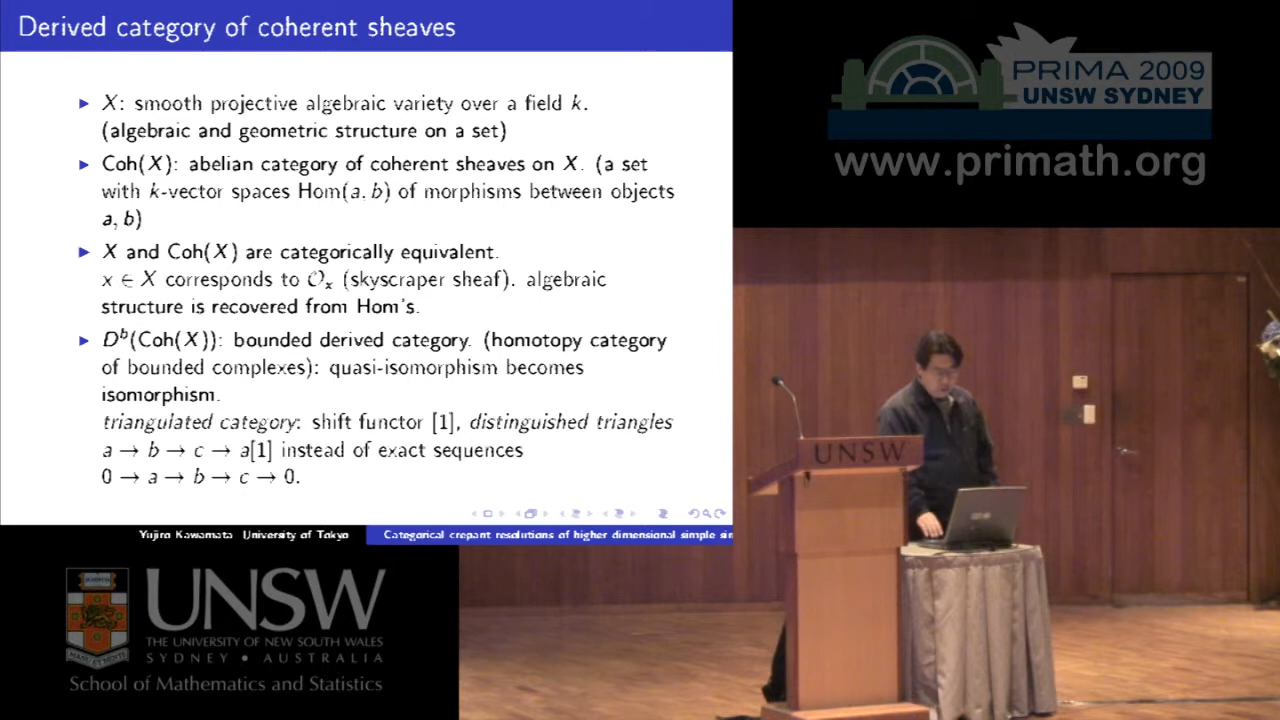 Derived category of coherent sheaves
▶ X: smooth projective algebraic variety over a field k.
(algebraic and geometric structure on a set)
▶ Coh(X): abelian category of coherent sheaves on X. (a set
with k-vector spaces Hom(a, b) of morphisms between objects
a, b)
▶ X and Coh(X) are categorically equivalent.
x ∈ X corresponds to 𝒪ₓ (skyscraper sheaf). algebraic
structure is recovered from Hom's.
▶ Dᵇ(Coh(X)): bounded derived category. (homotopy category
of bounded complexes): quasi-isomorphism becomes
isomorphism.
triangulated category: shift functor [1], distinguished triangles
a → b → c → a[1] instead of exact sequences
0 → a → b → c → 0.
Yujiro Kawamata University of Tokyo
Categorical crepant resolutions of higher dimensional simple
PRIMA 2009
UNSW SYDNEY
www.primath.org
UNSW
UNSW
THE UNIVERSITY OF NEW SOUTH WALES
SYDNEY • AUSTRALIA
School of Mathematics and Statistics